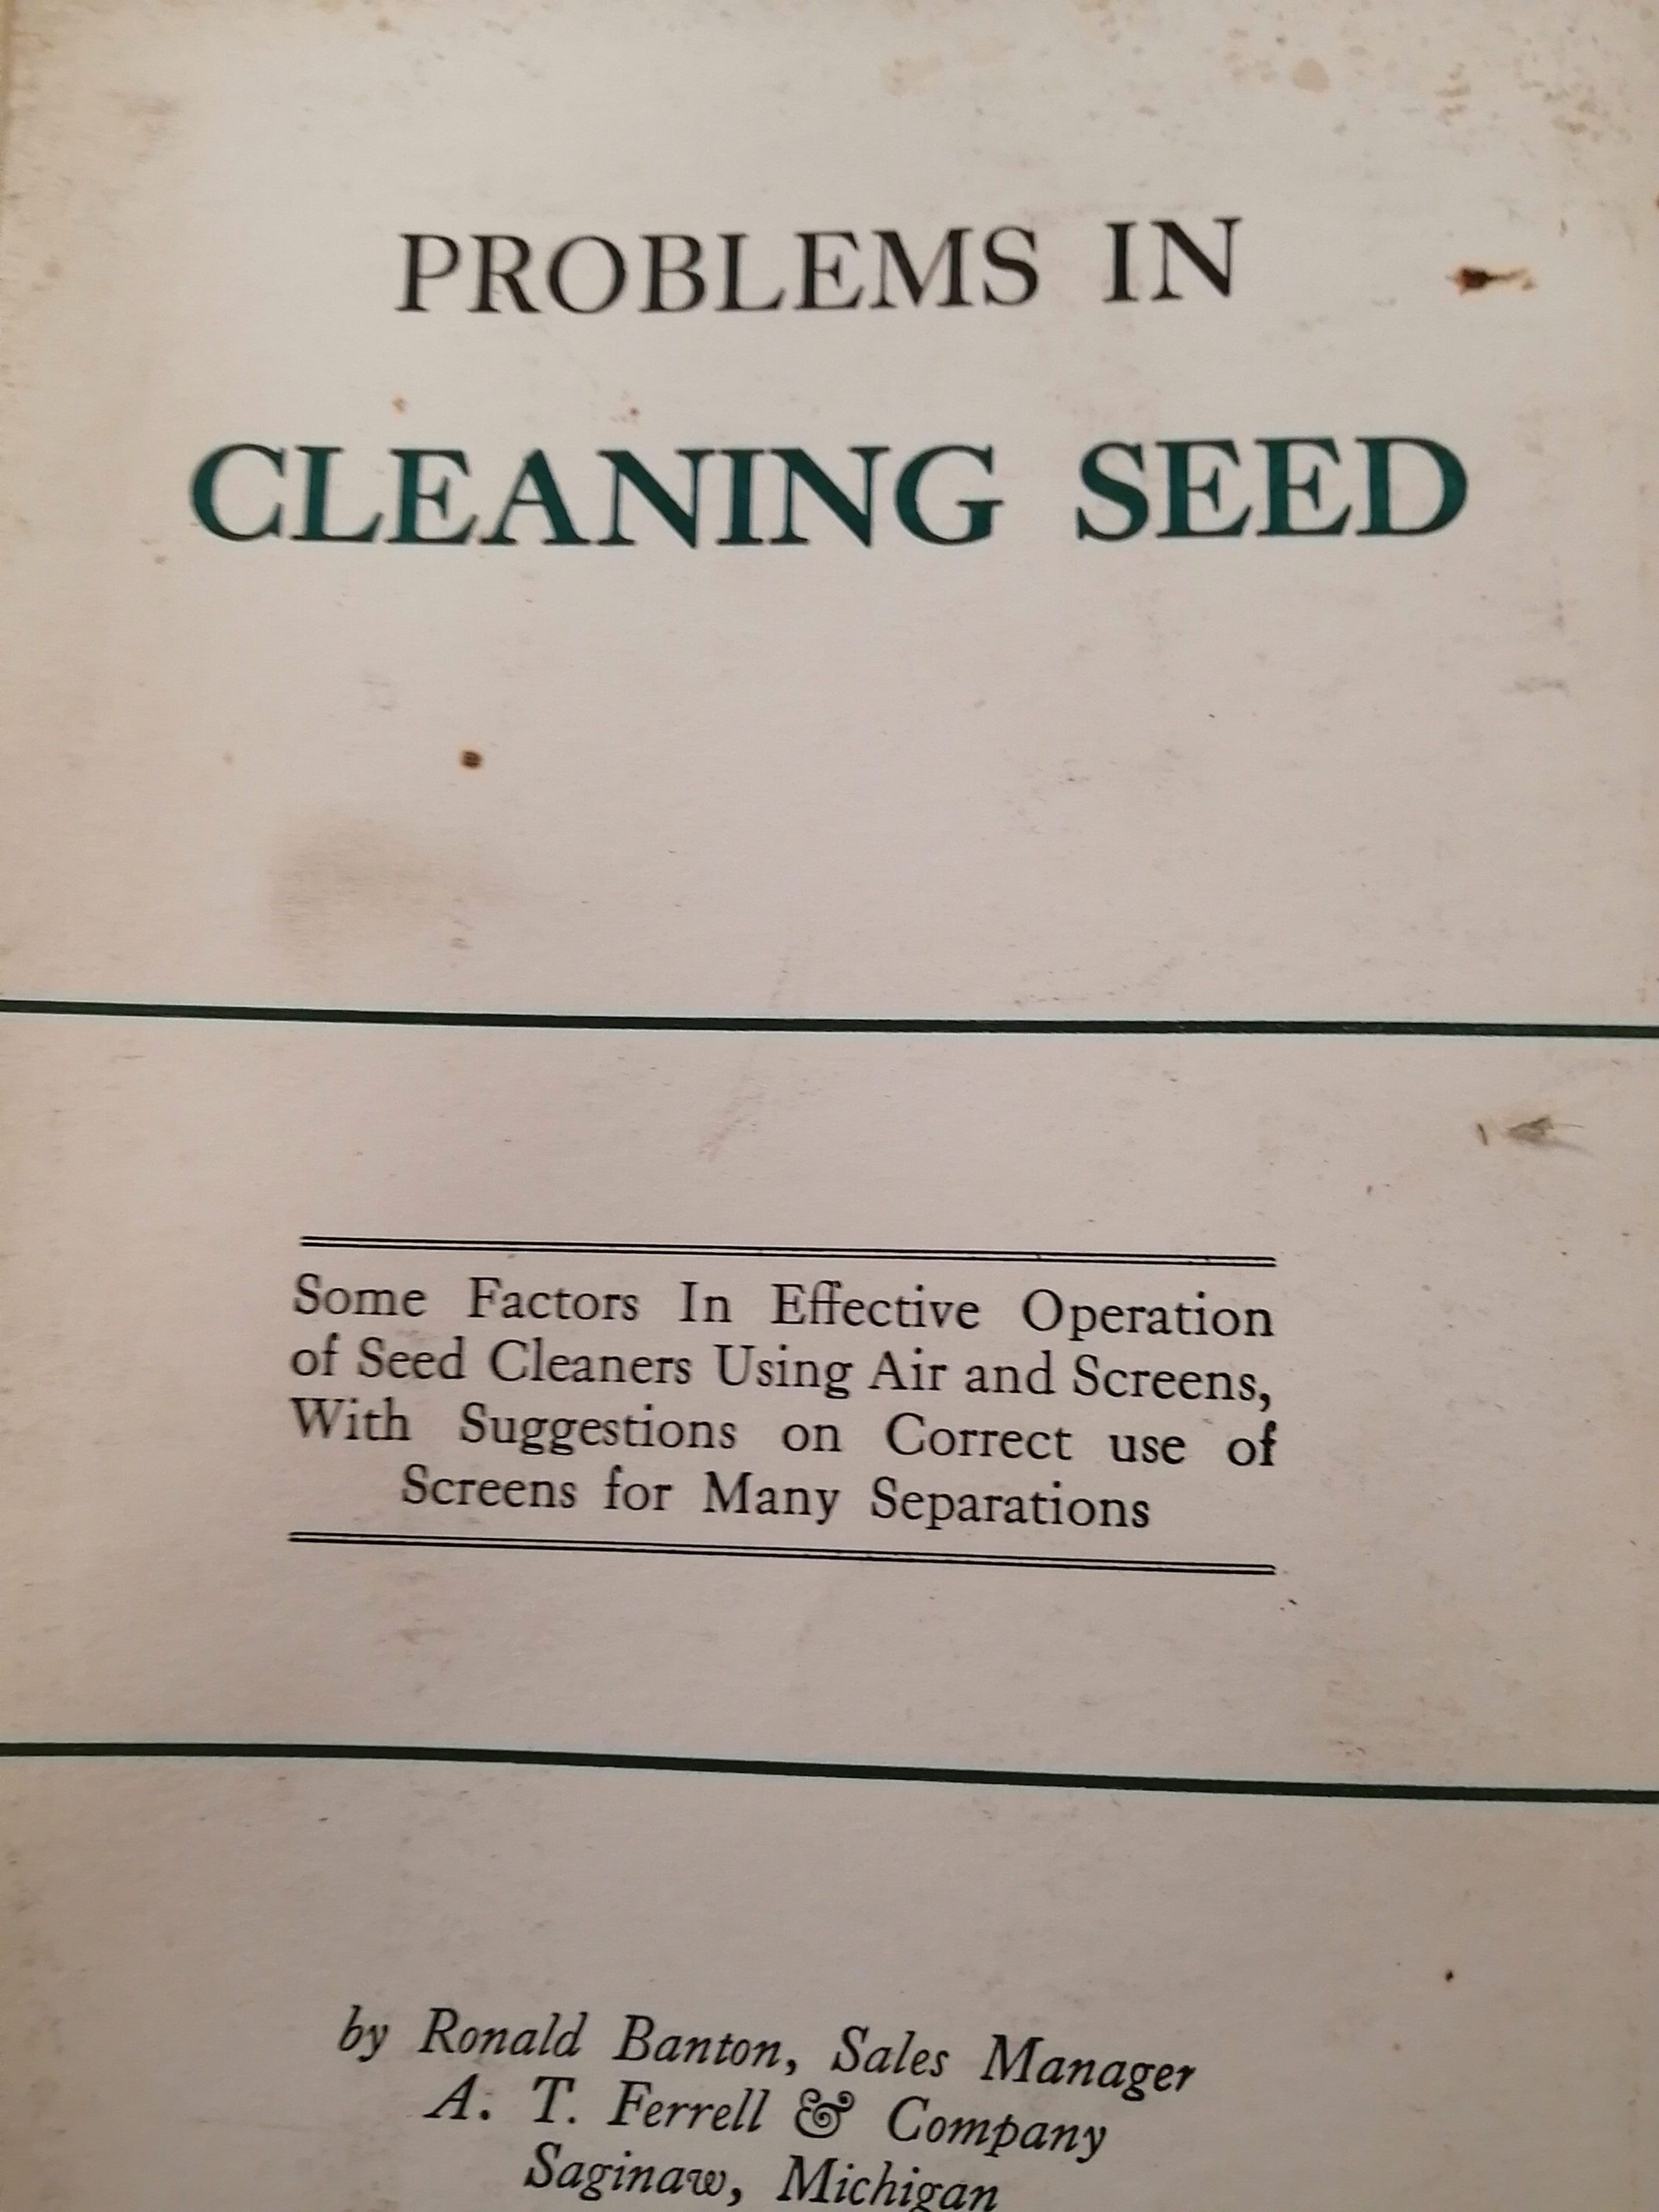 PROBLEMS IN
CLEANING SEED
Some Factors In Effective Operation
of Seed Cleaners Using Air and Screens,
With Suggestions on Correct use of
Screens for Many Separations
by Ronald Banton, Sales Manager
A. T. Ferrell & Company
Saginaw, Michigan